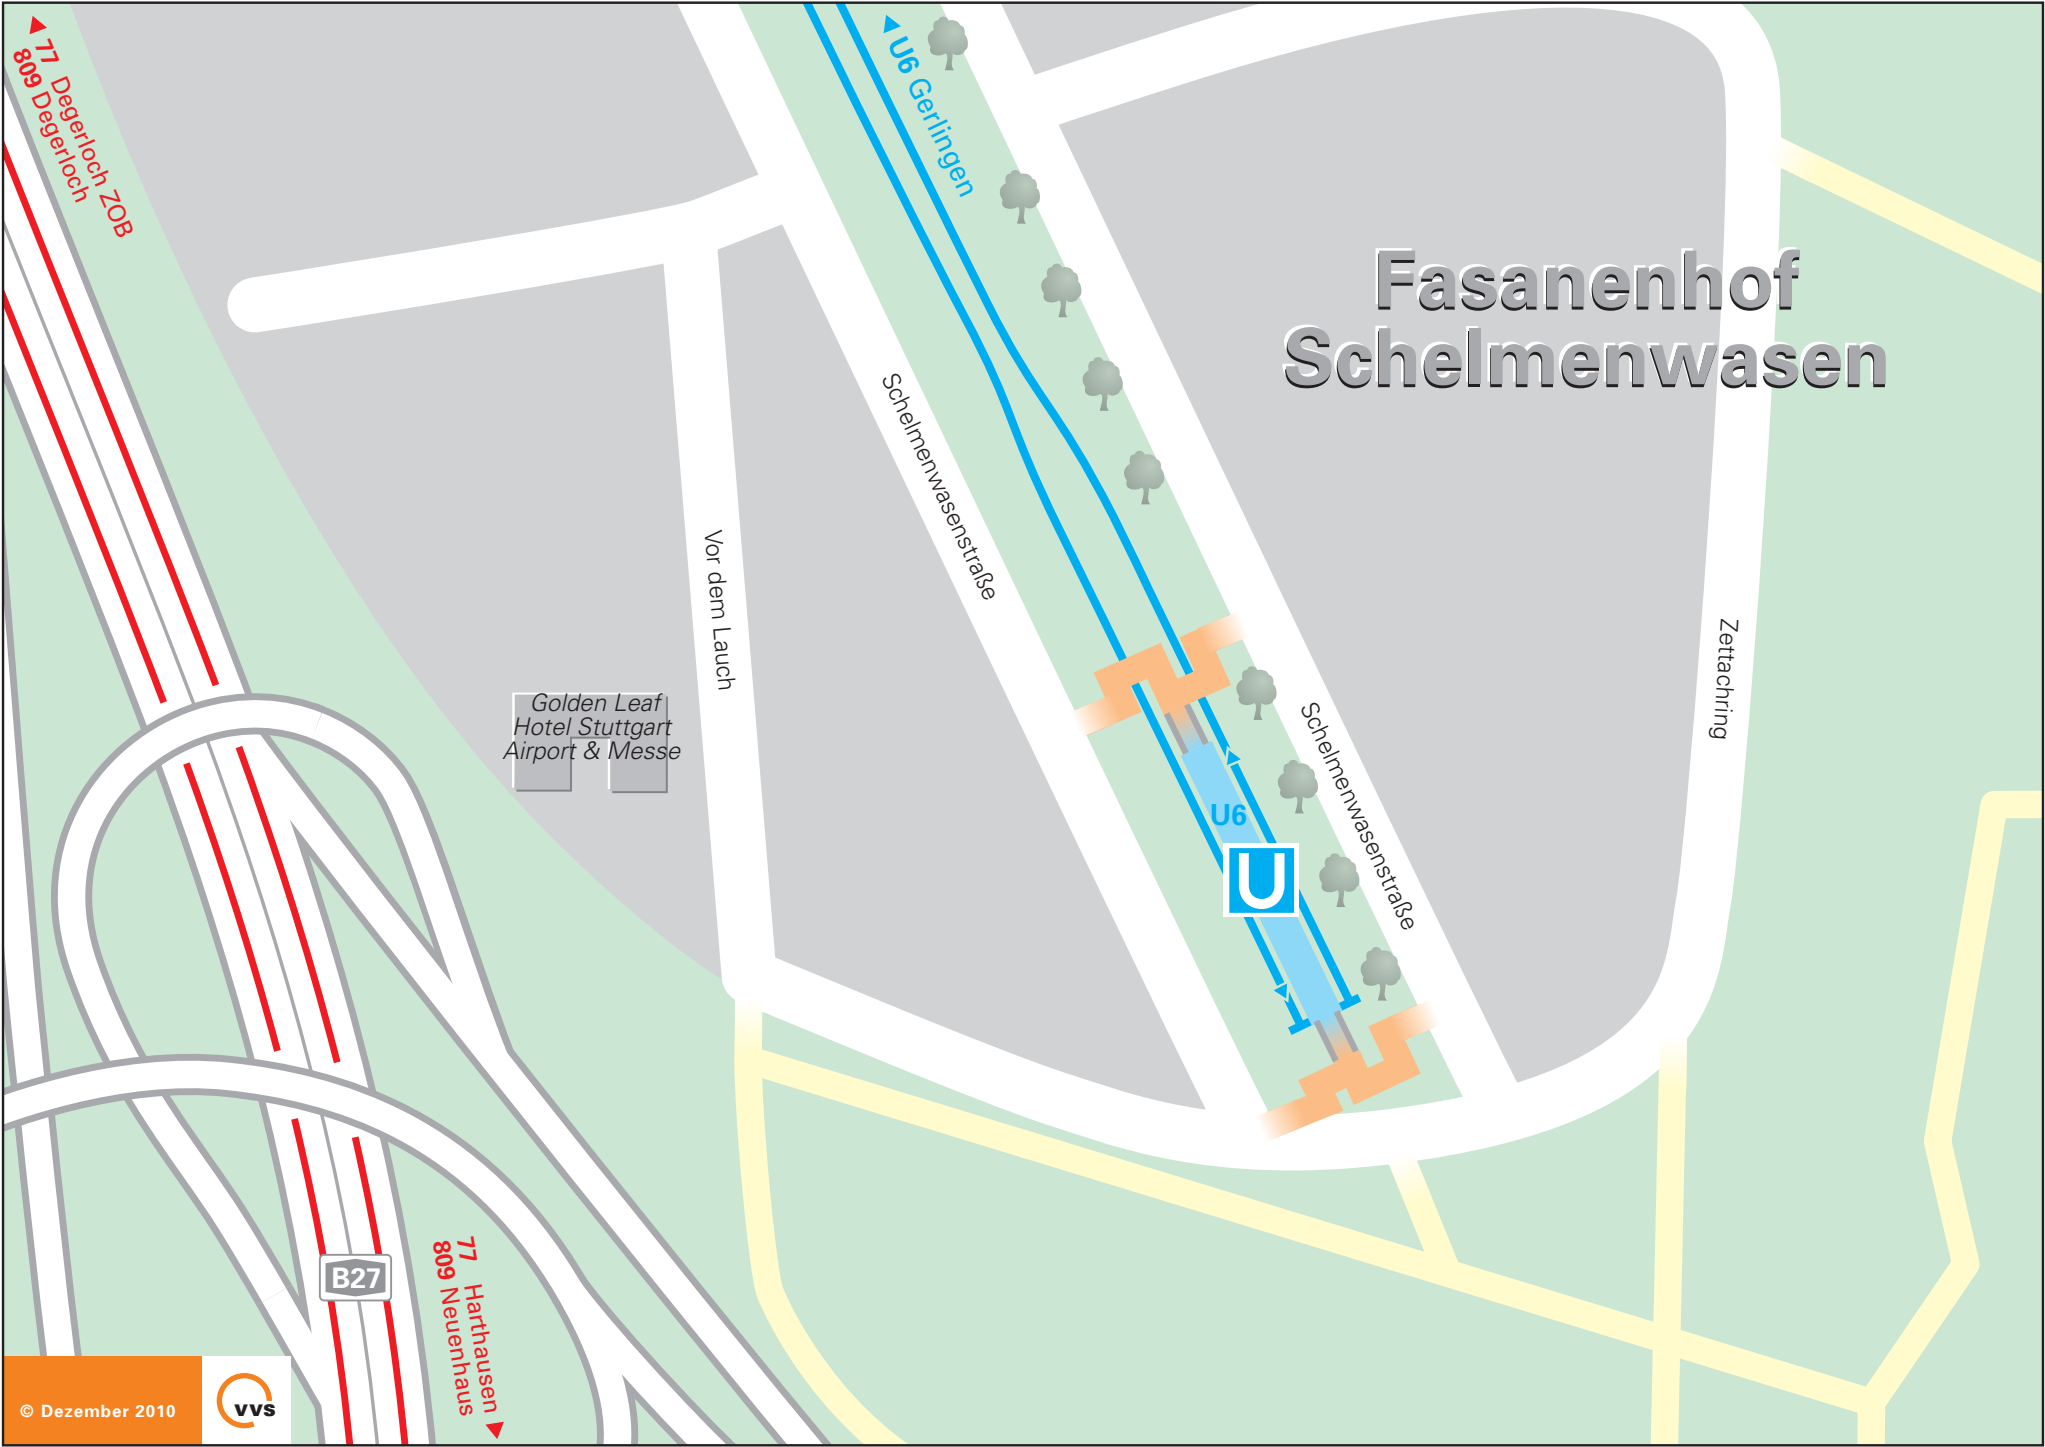 77 Degerloch ZOB
809 Degerloch
U6 Gerlingen
Fasanenhof
Schelmenwasen
Schelmenwasenstraße
Vor dem Lauch
Zettachring
Golden Leaf
Hotel Stuttgart
Airport & Messe
Schelmenwasenstraße
U6
U
77 Harthausen
809 Neuenhaus
B27
© Dezember 2010
vvs